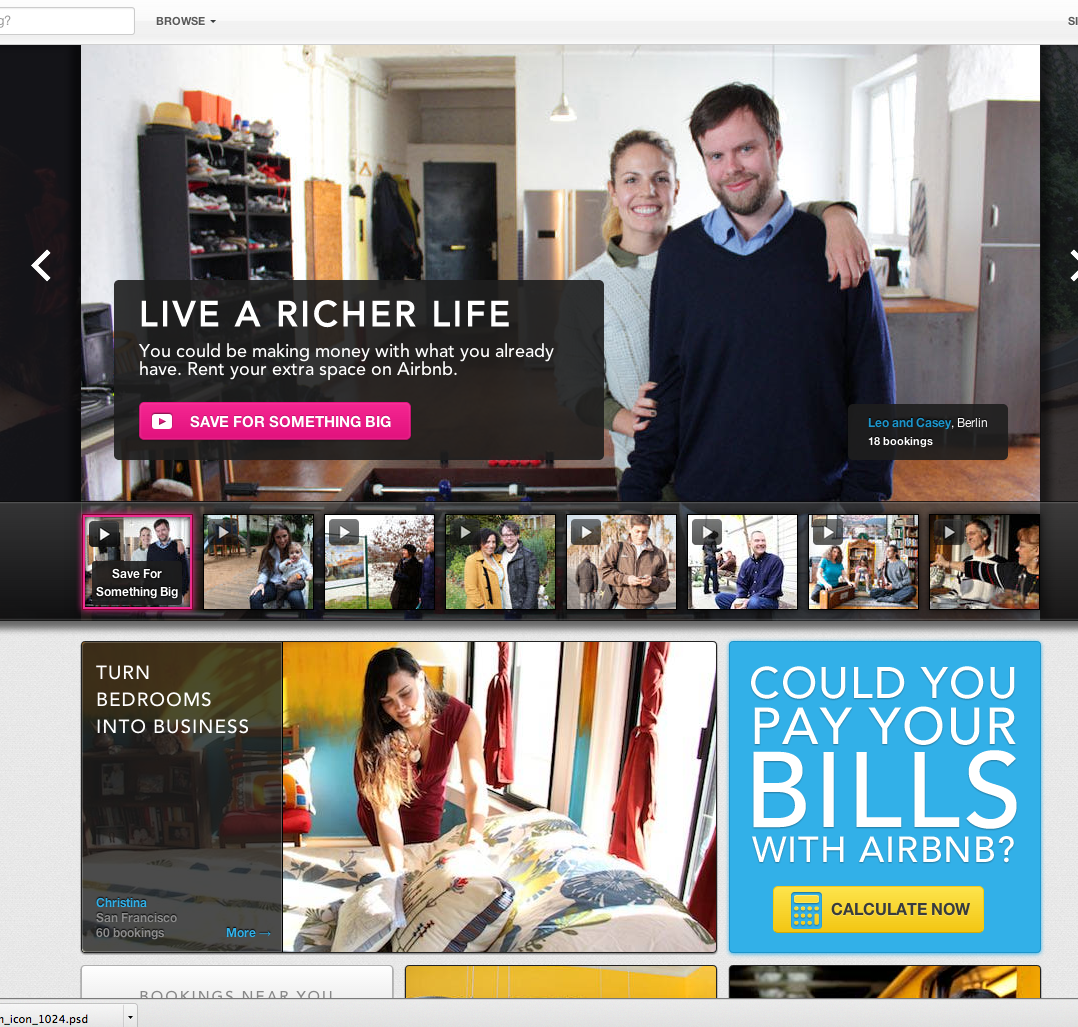 g?
BROWSE
LIVE A RICHER LIFE
You could be making money with what you already
have. Rent your extra space on Airbnb.
SAVE FOR SOMETHING BIG
Leo and Casey, Berlin
18 bookings
Save For
Something Big
TURN
BEDROOMS
INTO BUSINESS
Christina
San Francisco
60 bookings
More →
COULD YOU
PAY YOUR
BILLS
WITH AIRBNB?
CALCULATE NOW
BOOKINGS NEAR YOU
_icon_1024.psd